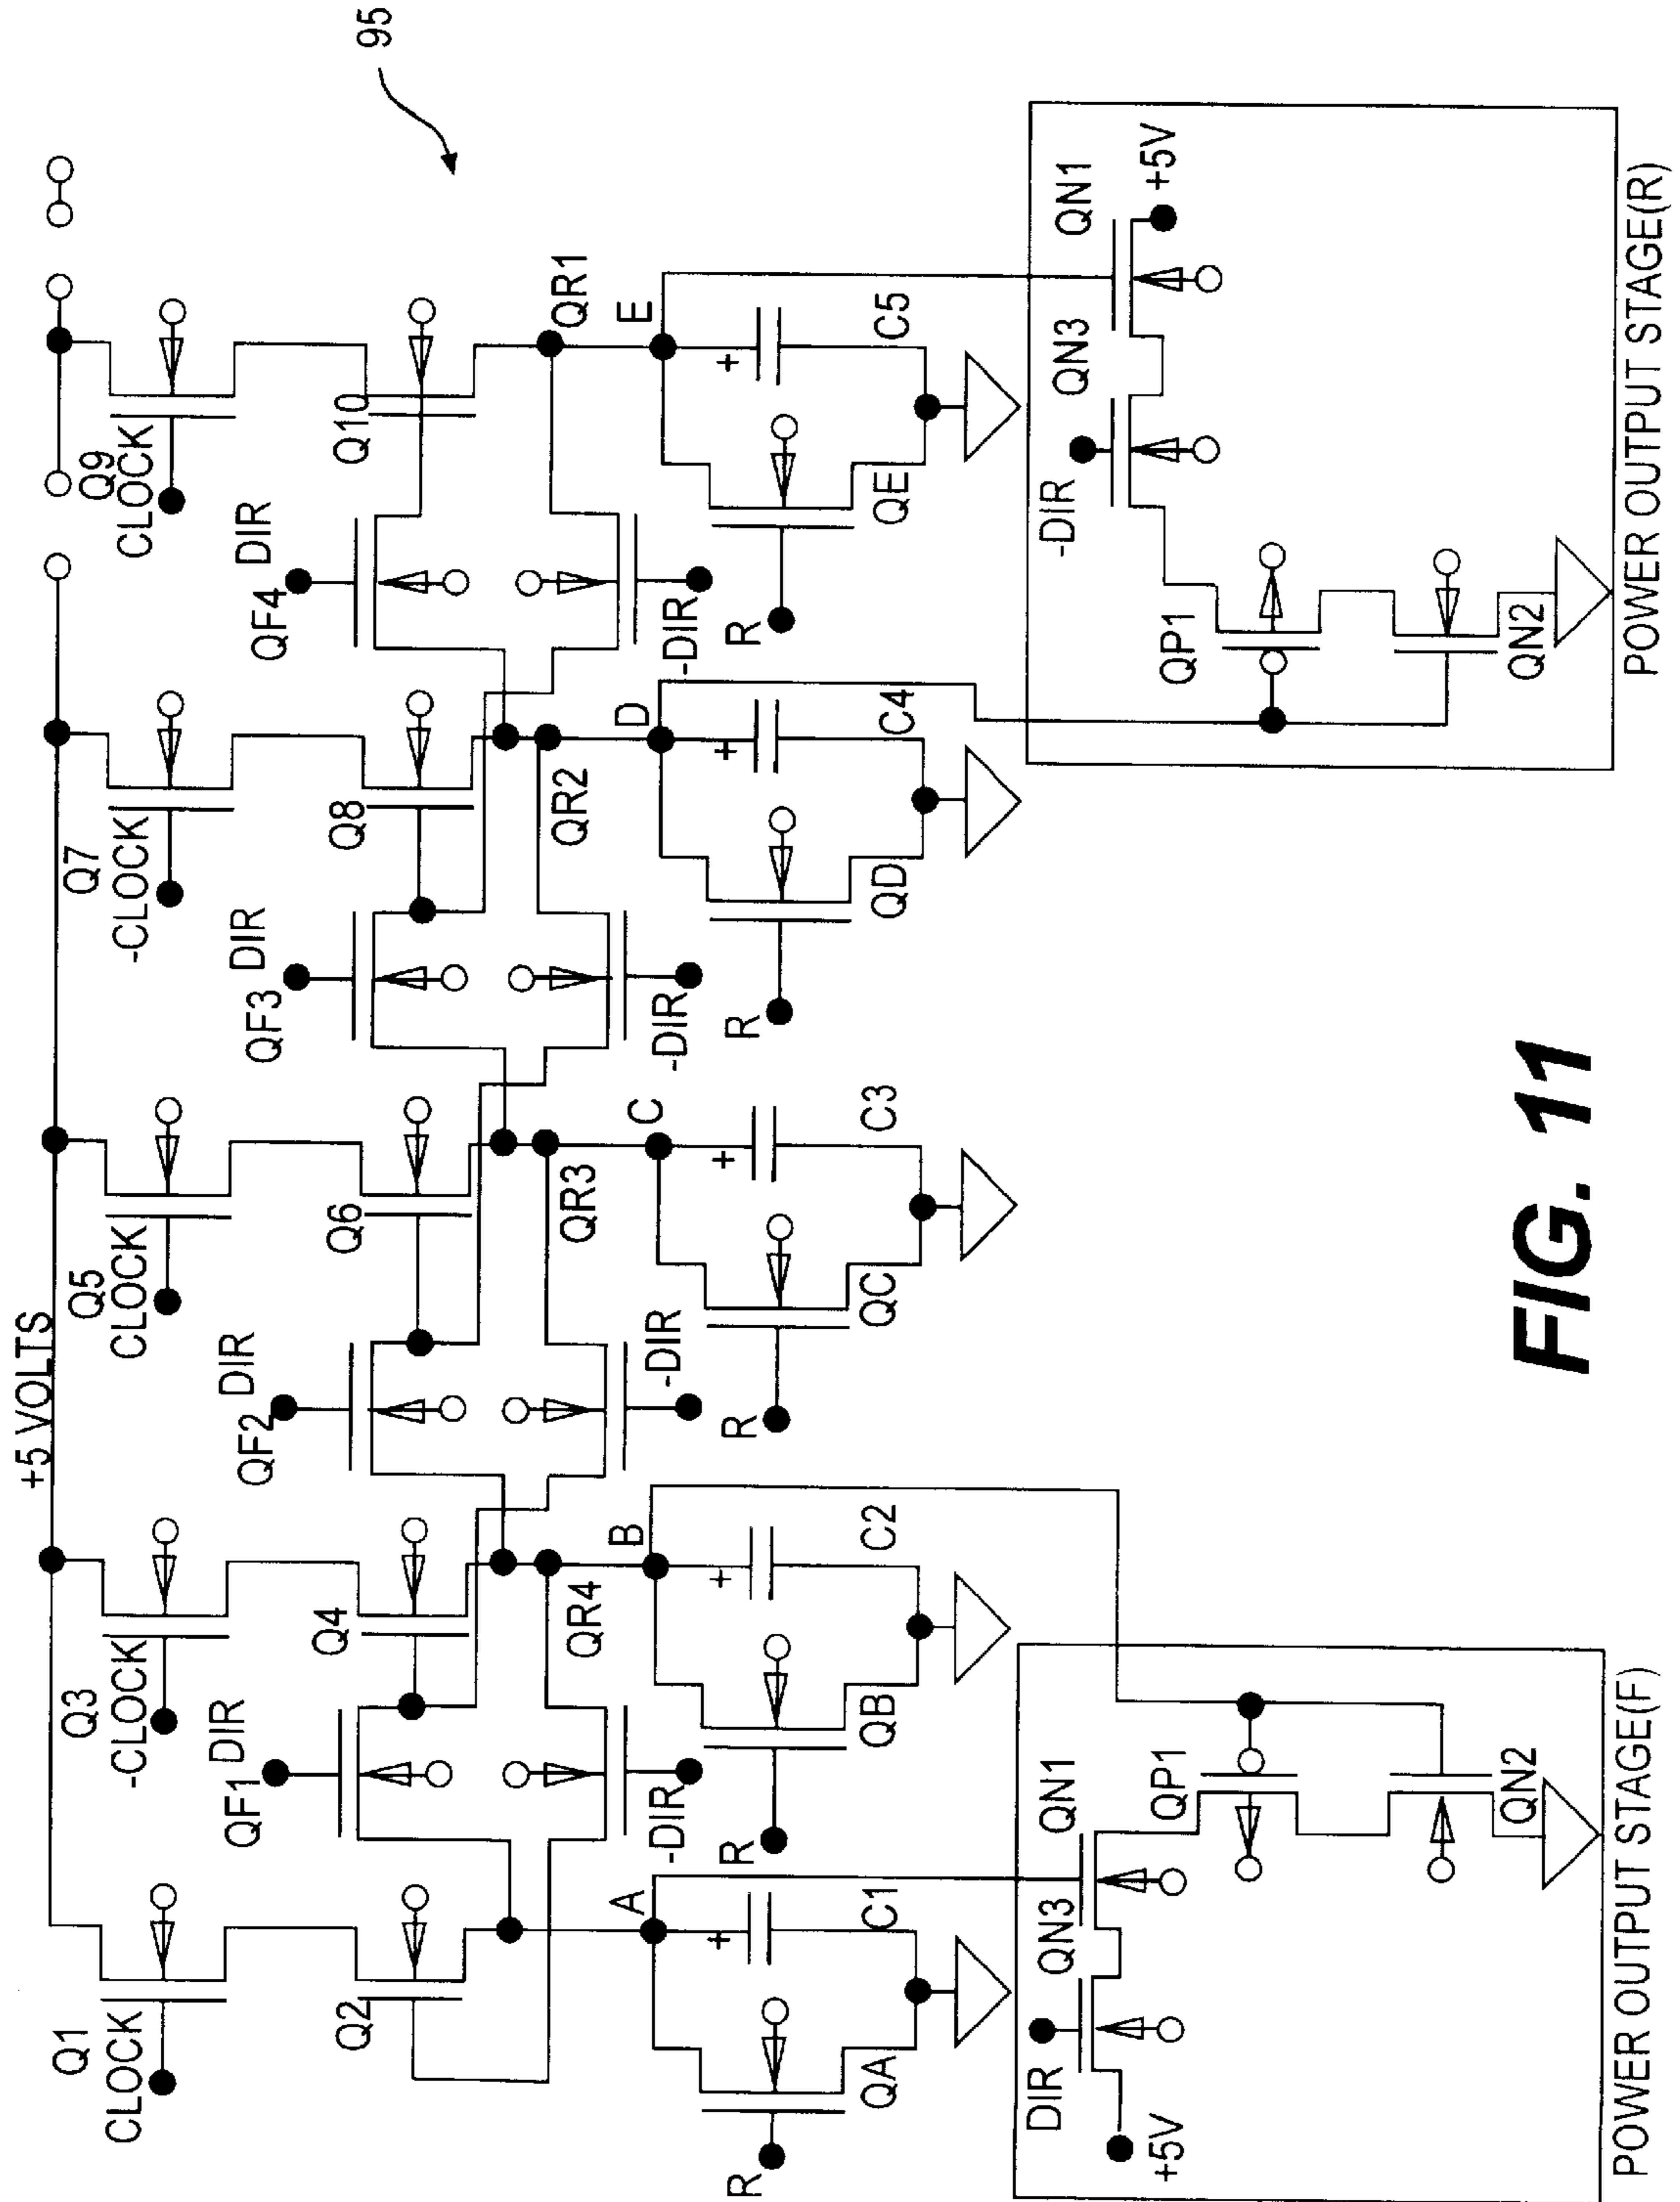 95
+5 VOLTS
Q1
CLOCK
Q3
-CLOCK
Q5
CLOCK
Q7
-CLOCK
Q9
CLOCK
Q2
QF1
DIR
Q4
QF2
DIR
Q6
QF3
DIR
Q8
QF4
DIR
Q10
QR4
QR3
QR2
QR1
-DIR
-DIR
-DIR
-DIR
A
B
C
D
E
R
QA
+
C1
R
QB
+
C2
R
QC
+
C3
R
QD
+
C4
R
QE
+
C5
DIR
+5V
QN3
QN1
QP1
QN2
POWER OUTPUT STAGE(F)
-DIR
QN3
QN1
+5V
QP1
QN2
POWER OUTPUT STAGE(R)
FIG. 11